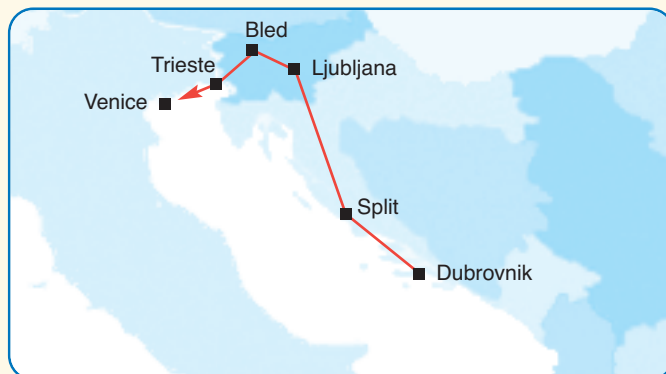 Bled
Trieste
Ljubljana
Venice
Split
Dubrovnik